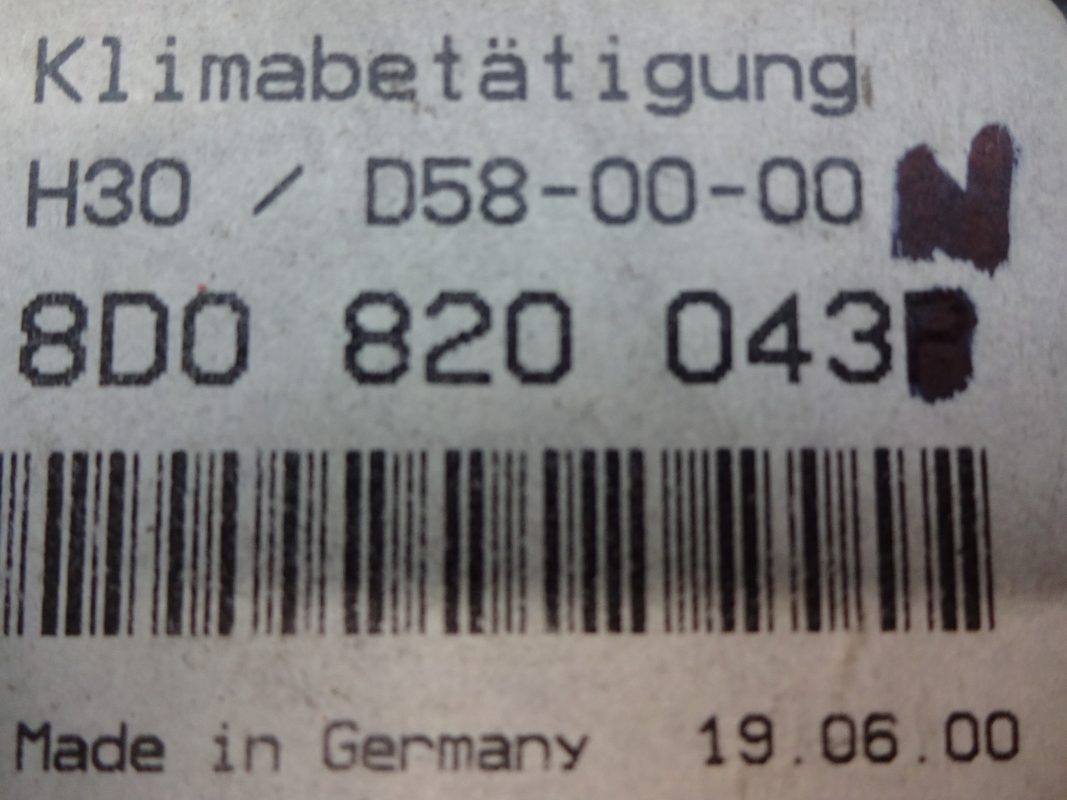 Klimabetätigung
H30 / D58-00-00 N
8D0 820 043
Made in Germany 19.06.00